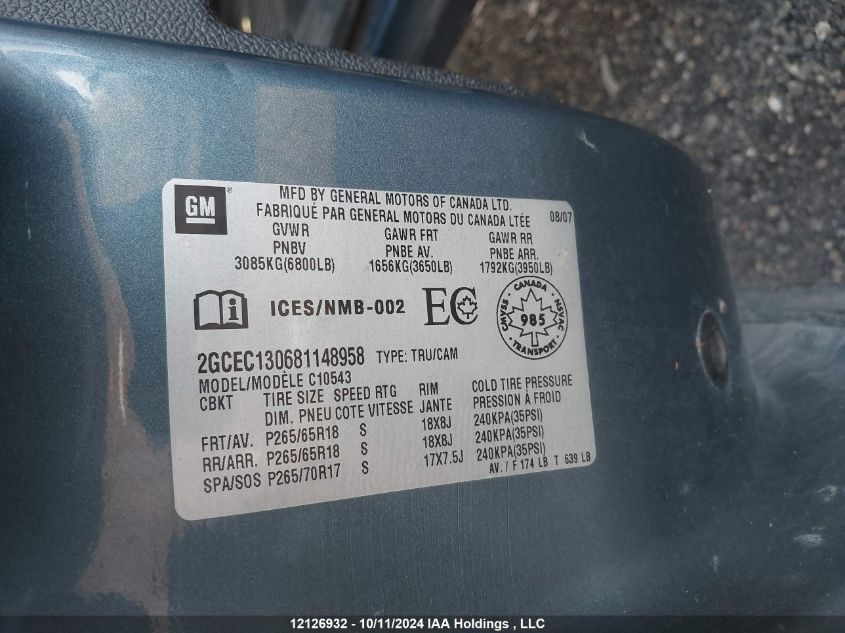 GM ®
MFD BY GENERAL MOTORS OF CANADA LTD.
FABRIQUÉ PAR GENERAL MOTORS DU CANADA LTÉE 08/07
GVWR GAWR FRT GAWR RR
PNBV PNBE AV. PNBE ARR.
3085KG(6800LB) 1656KG(3650LB) 1792KG(3950LB)
i ICES/NMB-002 EC
CANADA
CMVSS NSVAC
985
TRANSPORT
2GCEC130681148958 TYPE: TRU/CAM
MODEL/MODÈLE C10543
CBKT TIRE SIZE SPEED RTG RIM COLD TIRE PRESSURE
DIM. PNEU COTE VITESSE JANTE PRESSION À FROID
FRT/AV. P265/65R18 S 18X8J 240KPA(35PSI)
RR/ARR. P265/65R18 S 18X8J 240KPA(35PSI)
SPA/SOS P265/70R17 S 17X7.5J 240KPA(35PSI)
AV. / F 174 LB T 639 LB
12126932 - 10/11/2024 IAA Holdings , LLC